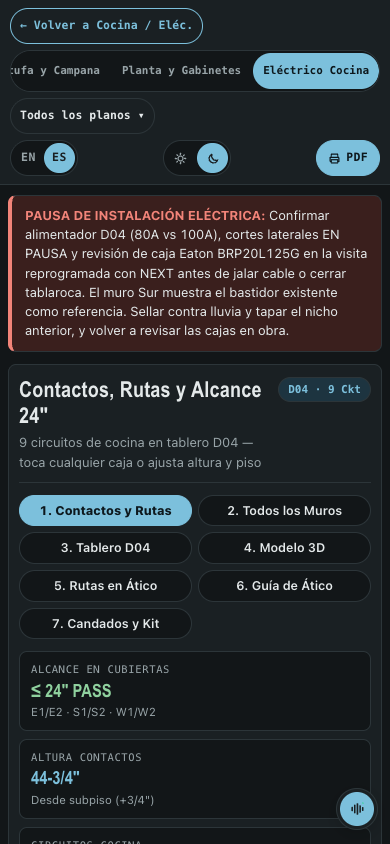 ← Volver a Cocina / Eléc.
ufa y Campana Planta y Gabinetes Eléctrico Cocina
Todos los planos ▾
EN ES PDF
PAUSA DE INSTALACIÓN ELÉCTRICA: Confirmar
alimentador D04 (80A vs 100A), cortes laterales EN
PAUSA y revisión de caja Eaton BRP20L125G en la visita
reprogramada con NEXT antes de jalar cable o cerrar
tablaroca. El muro Sur muestra el bastidor existente
como referencia. Sellar contra lluvia y tapar el nicho
anterior, y volver a revisar las cajas en obra.
Contactos, Rutas y Alcance
24"
D04 · 9 Ckt
9 circuitos de cocina en tablero D04 —
toca cualquier caja o ajusta altura y piso
1. Contactos y Rutas
2. Todos los Muros
3. Tablero D04
4. Modelo 3D
5. Rutas en Ático
6. Guía de Ático
7. Candados y Kit
ALCANCE EN CUBIERTAS
≤ 24" PASS
E1/E2 · S1/S2 · W1/W2
ALTURA CONTACTOS
44-3/4"
Desde subpiso (+3/4")
CIRCUITOS COCINA